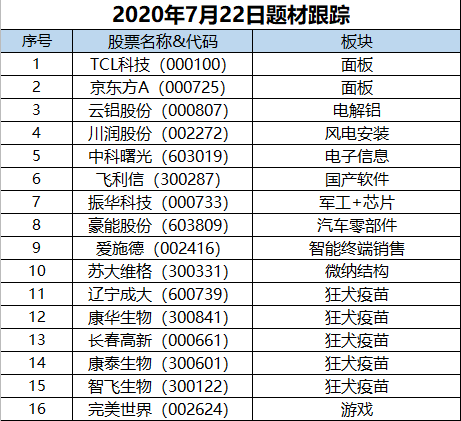 2020年7月22日题材跟踪
序号 股票名称&代码 板块
1 TCL科技（000100） 面板
2 京东方A（000725） 面板
3 云铝股份（000807） 电解铝
4 川润股份（002272） 风电安装
5 中科曙光（603019） 电子信息
6 飞利信（300287） 国产软件
7 振华科技（000733） 军工+芯片
8 豪能股份（603809） 汽车零部件
9 爱施德（002416） 智能终端销售
10 苏大维格（300331） 微纳结构
11 辽宁成大（600739） 狂犬疫苗
12 康华生物（300841） 狂犬疫苗
13 长春高新（000661） 狂犬疫苗
14 康泰生物（300601） 狂犬疫苗
15 智飞生物（300122） 狂犬疫苗
16 完美世界（002624） 游戏